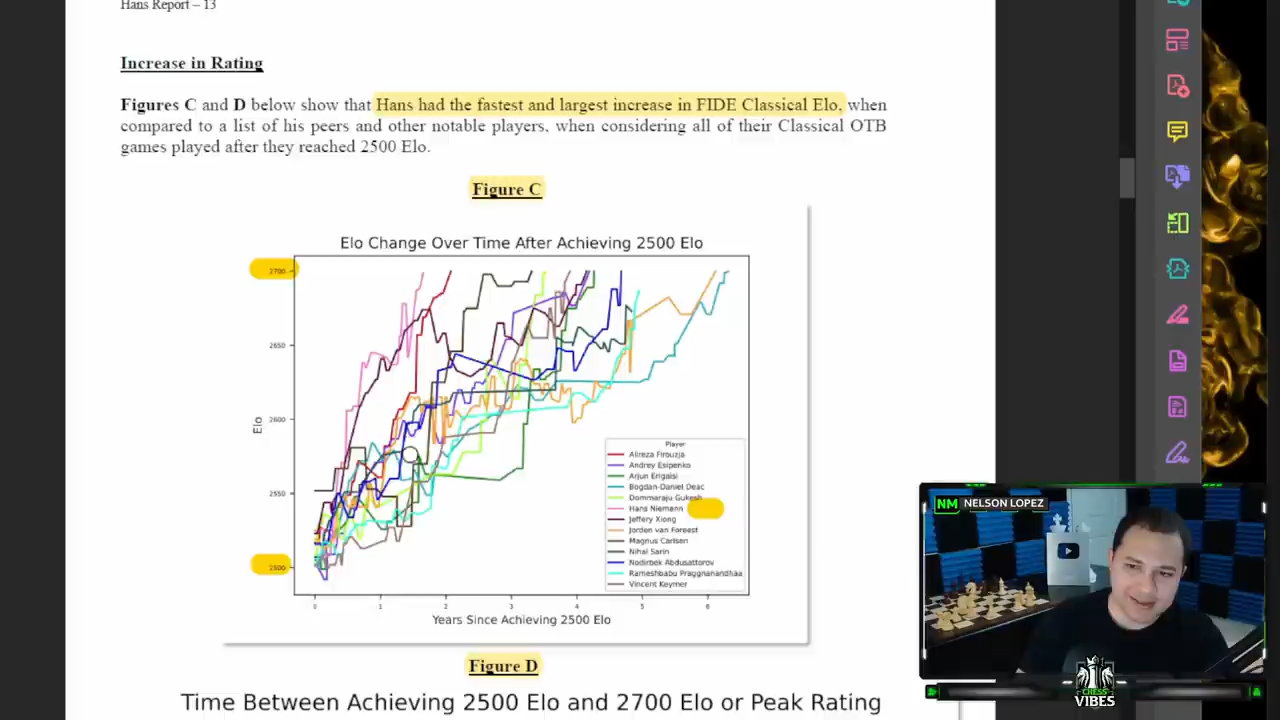 Hans Report – 13
Increase in Rating
Figures C and D below show that Hans had the fastest and largest increase in FIDE Classical Elo, when
compared to a list of his peers and other notable players, when considering all of their Classical OTB
games played after they reached 2500 Elo.
Figure C
Elo Change Over Time After Achieving 2500 Elo
2700
2650
2600
2550
2500
Elo
0 1 2 3 4 5 6
Years Since Achieving 2500 Elo
Player
Alireza Firouzja
Andrey Esipenko
Arjun Erigaisi
Bogdan-Daniel Deac
Dommaraju Gukesh
Hans Niemann
Jeffery Xiong
Jorden van Foreest
Magnus Carlsen
Nihal Sarin
Nodirbek Abdusattorov
Rameshbabu Praggnanandhaa
Vincent Keymer
Figure D
Time Between Achieving 2500 Elo and 2700 Elo or Peak Rating
NM NELSON LOPEZ
CHESS
VIBES